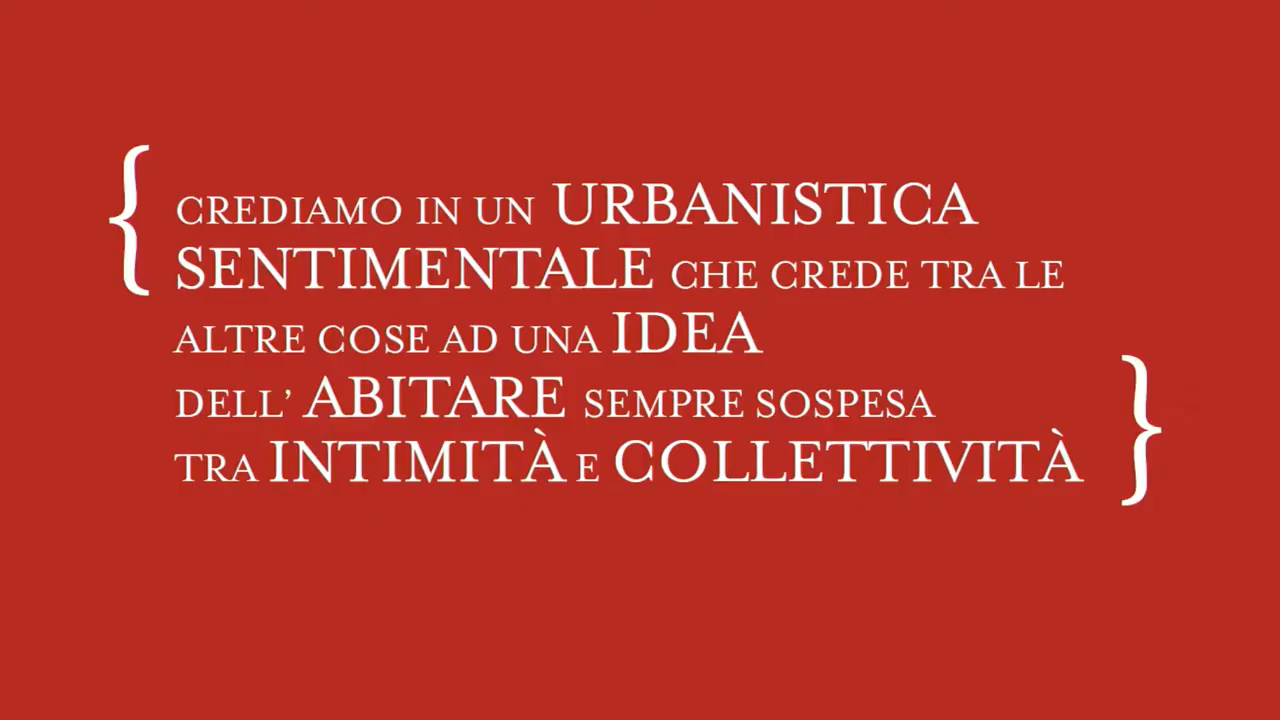 { CREDIAMO IN UN URBANISTICA
SENTIMENTALE CHE CREDE TRA LE
ALTRE COSE AD UNA IDEA
DELL’ ABITARE SEMPRE SOSPESA
TRA INTIMITÀ E COLLETTIVITÀ }